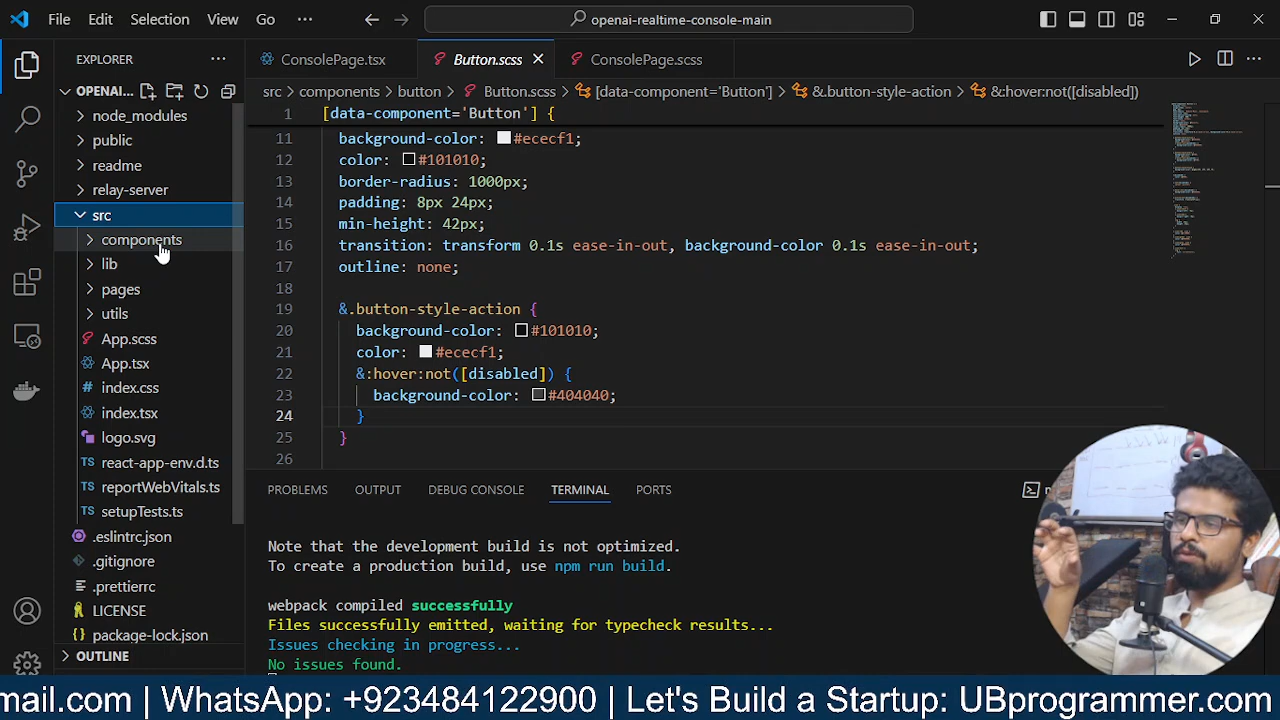 File Edit Selection View Go ··· openai-realtime-console-main
EXPLORER ···
OPENAI...
node_modules
public
readme
relay-server
src
components
lib
pages
utils
App.scss
App.tsx
index.css
index.tsx
logo.svg
TS react-app-env.d.ts
TS reportWebVitals.ts
TS setupTests.ts
.eslintrc.json
.gitignore
.prettierrc
LICENSE
package-lock.json
OUTLINE
ConsolePage.tsx Button.scss ConsolePage.scss
src > components > button > Button.scss > [data-component='Button'] > &.button-style-action > &:hover:not([disabled])
1 [data-component='Button'] {
11 background-color: #ececf1;
12 color: #101010;
13 border-radius: 1000px;
14 padding: 8px 24px;
15 min-height: 42px;
16 transition: transform 0.1s ease-in-out, background-color 0.1s ease-in-out;
17 outline: none;
18
19 &.button-style-action {
20 background-color: #101010;
21 color: #ececf1;
22 &:hover:not([disabled]) {
23 background-color: #404040;
24 }
25 }
26
PROBLEMS OUTPUT DEBUG CONSOLE TERMINAL PORTS
Note that the development build is not optimized.
To create a production build, use npm run build.
webpack compiled successfully
Files successfully emitted, waiting for typecheck results...
Issues checking in progress...
No issues found.
mail.com | WhatsApp: +923484122900 | Let's Build a Startup: UBprogrammer.com